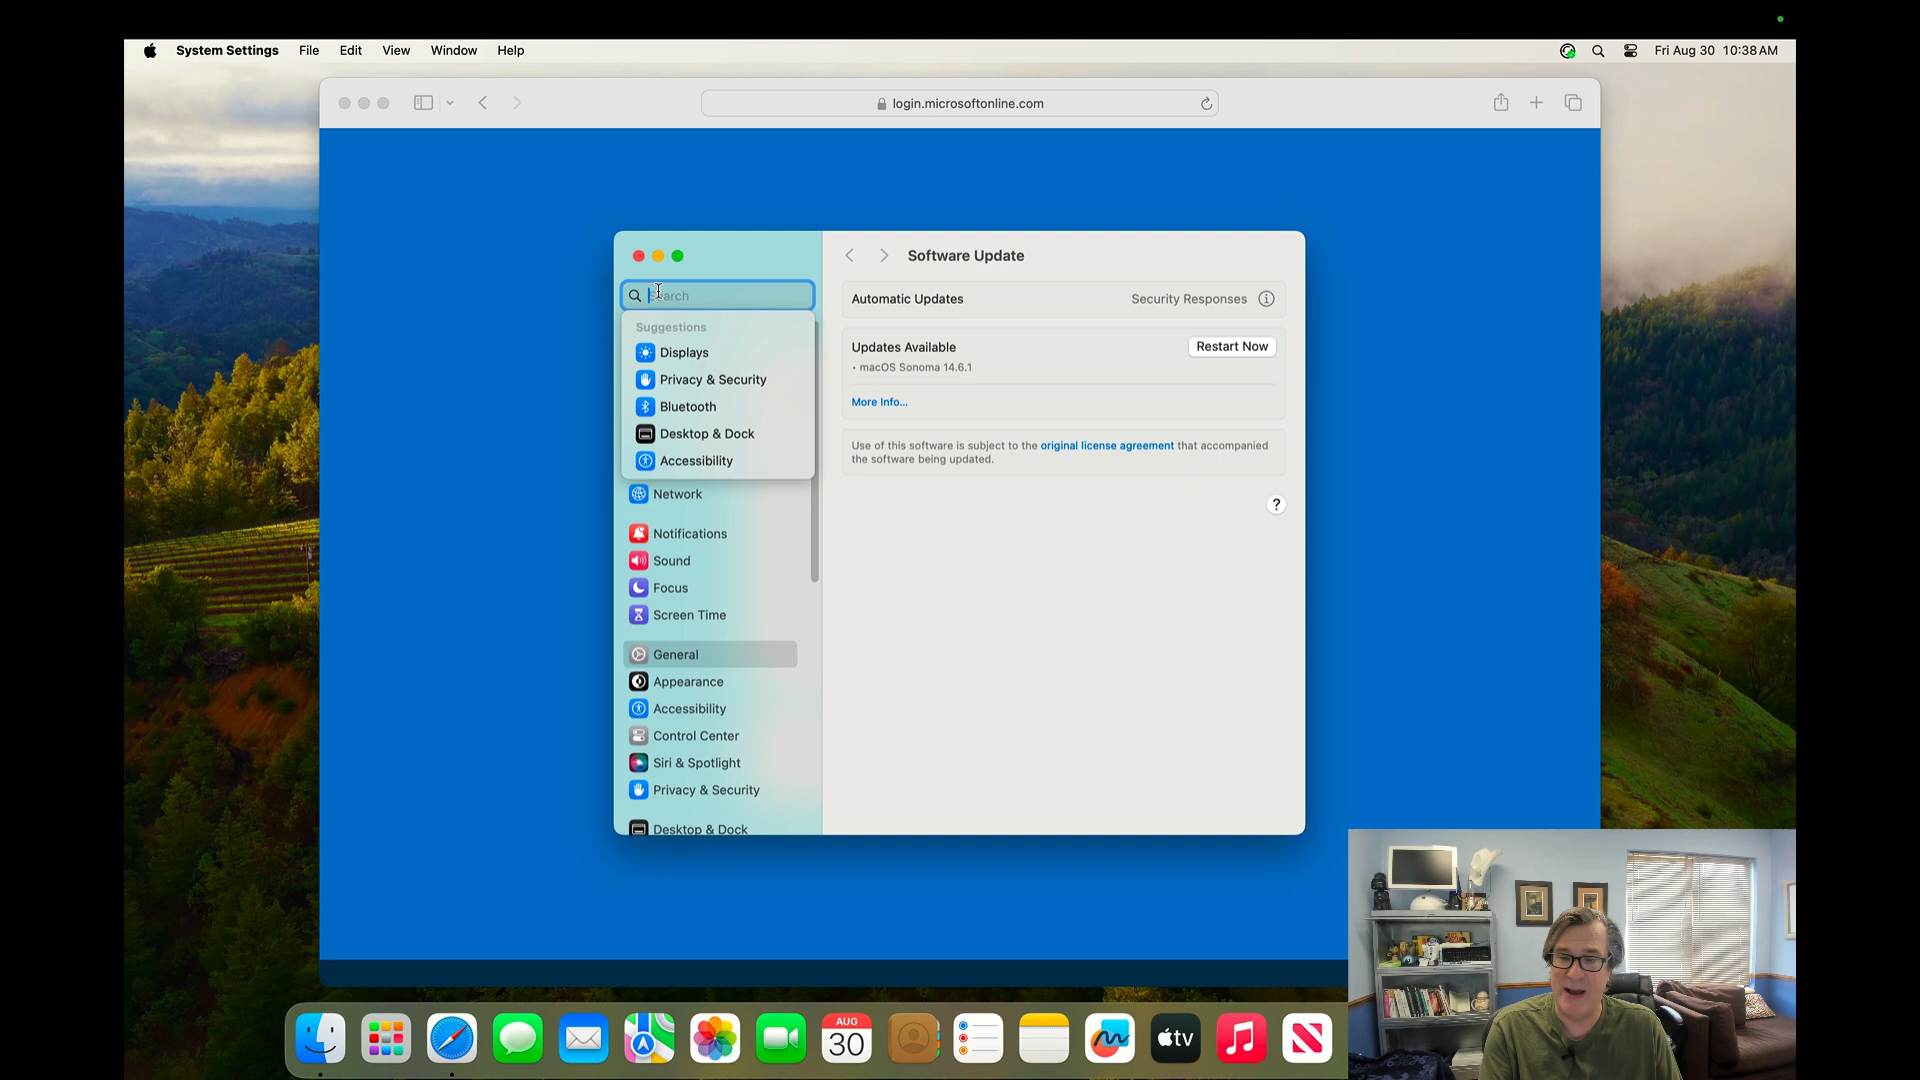 System Settings File Edit View Window Help
Fri Aug 30 10:38 AM
login.microsoftonline.com
Software Update
Search
Suggestions
Displays
Privacy & Security
Bluetooth
Desktop & Dock
Accessibility
Network
Notifications
Sound
Focus
Screen Time
General
Appearance
Accessibility
Control Center
Siri & Spotlight
Privacy & Security
Desktop & Dock
Automatic Updates Security Responses
Updates Available Restart Now
• macOS Sonoma 14.6.1
More Info...
Use of this software is subject to the original license agreement that accompanied
the software being updated.
?
AUG
30
tv